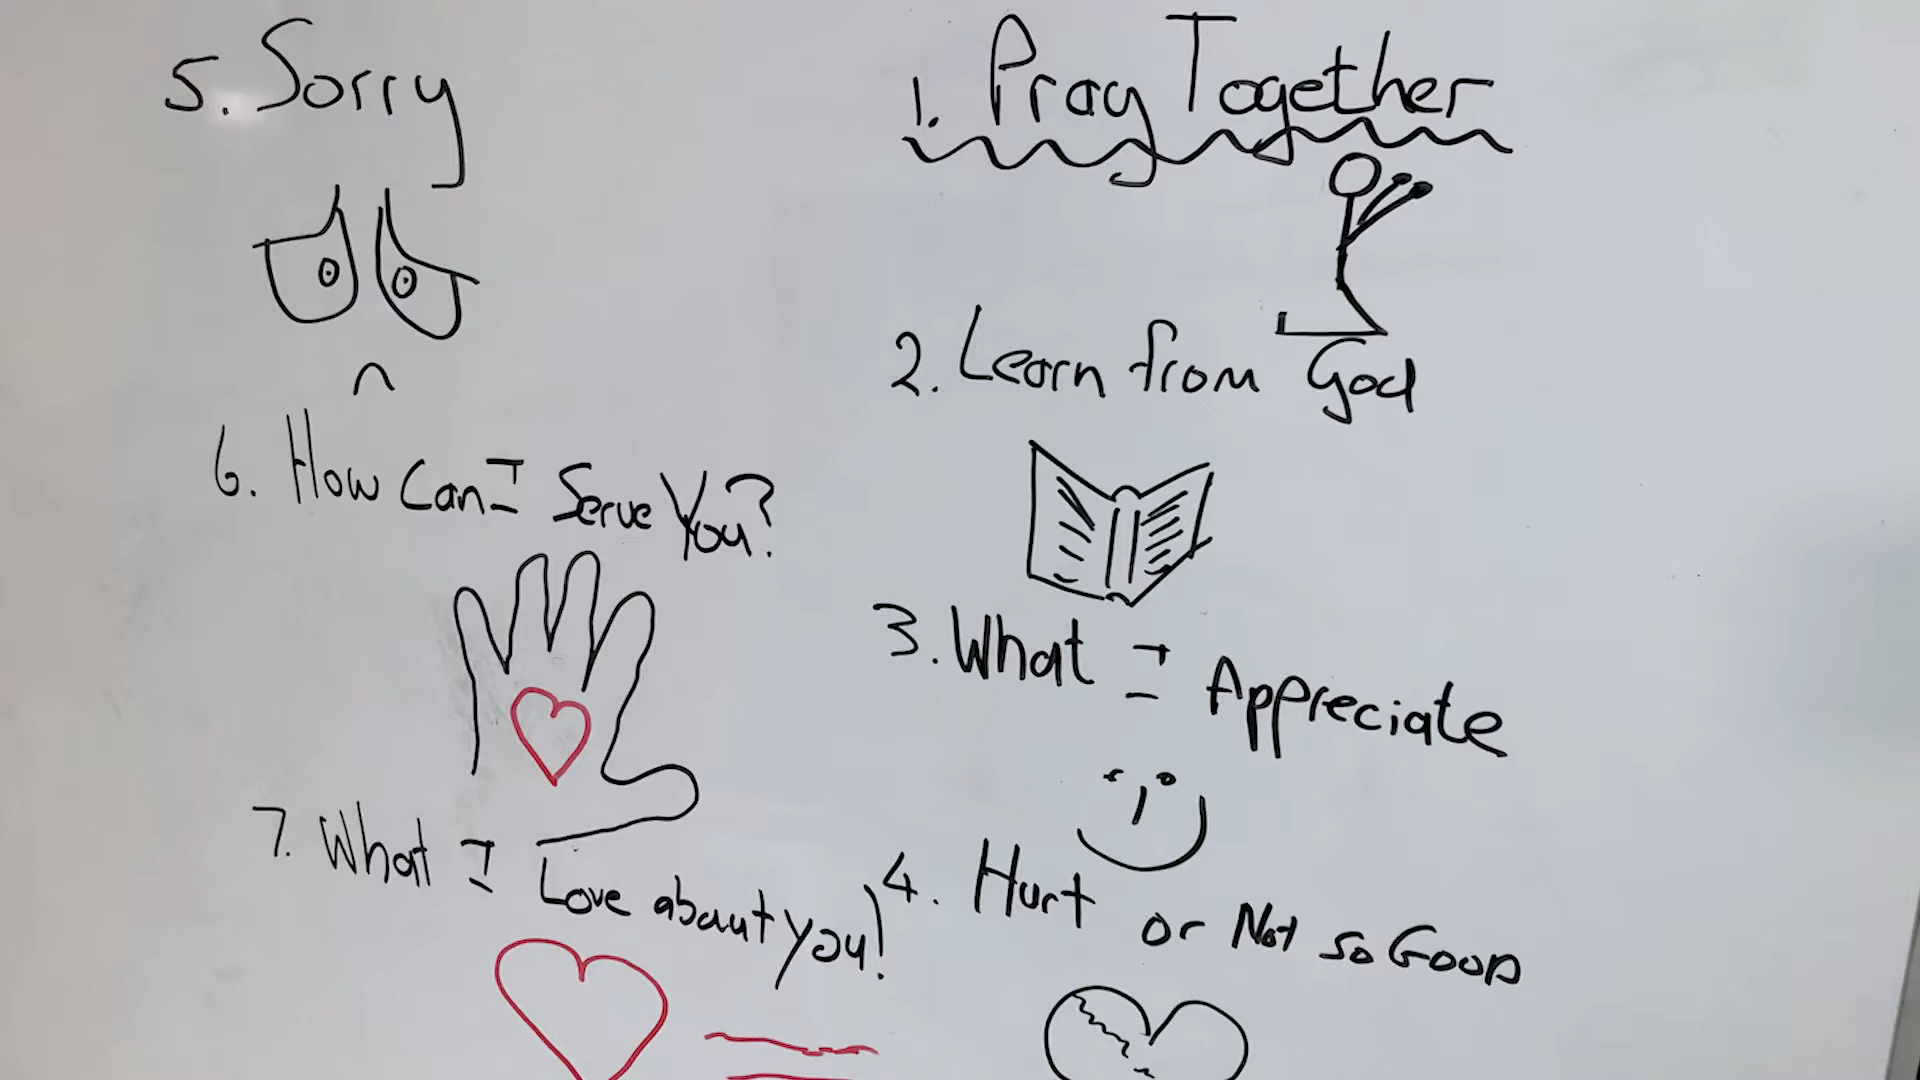 1. Pray Together
2. Learn from God
3. What I Appreciate
4. Hurt or Not so Good
5. Sorry
6. How Can I Serve You?
7. What I Love about you!